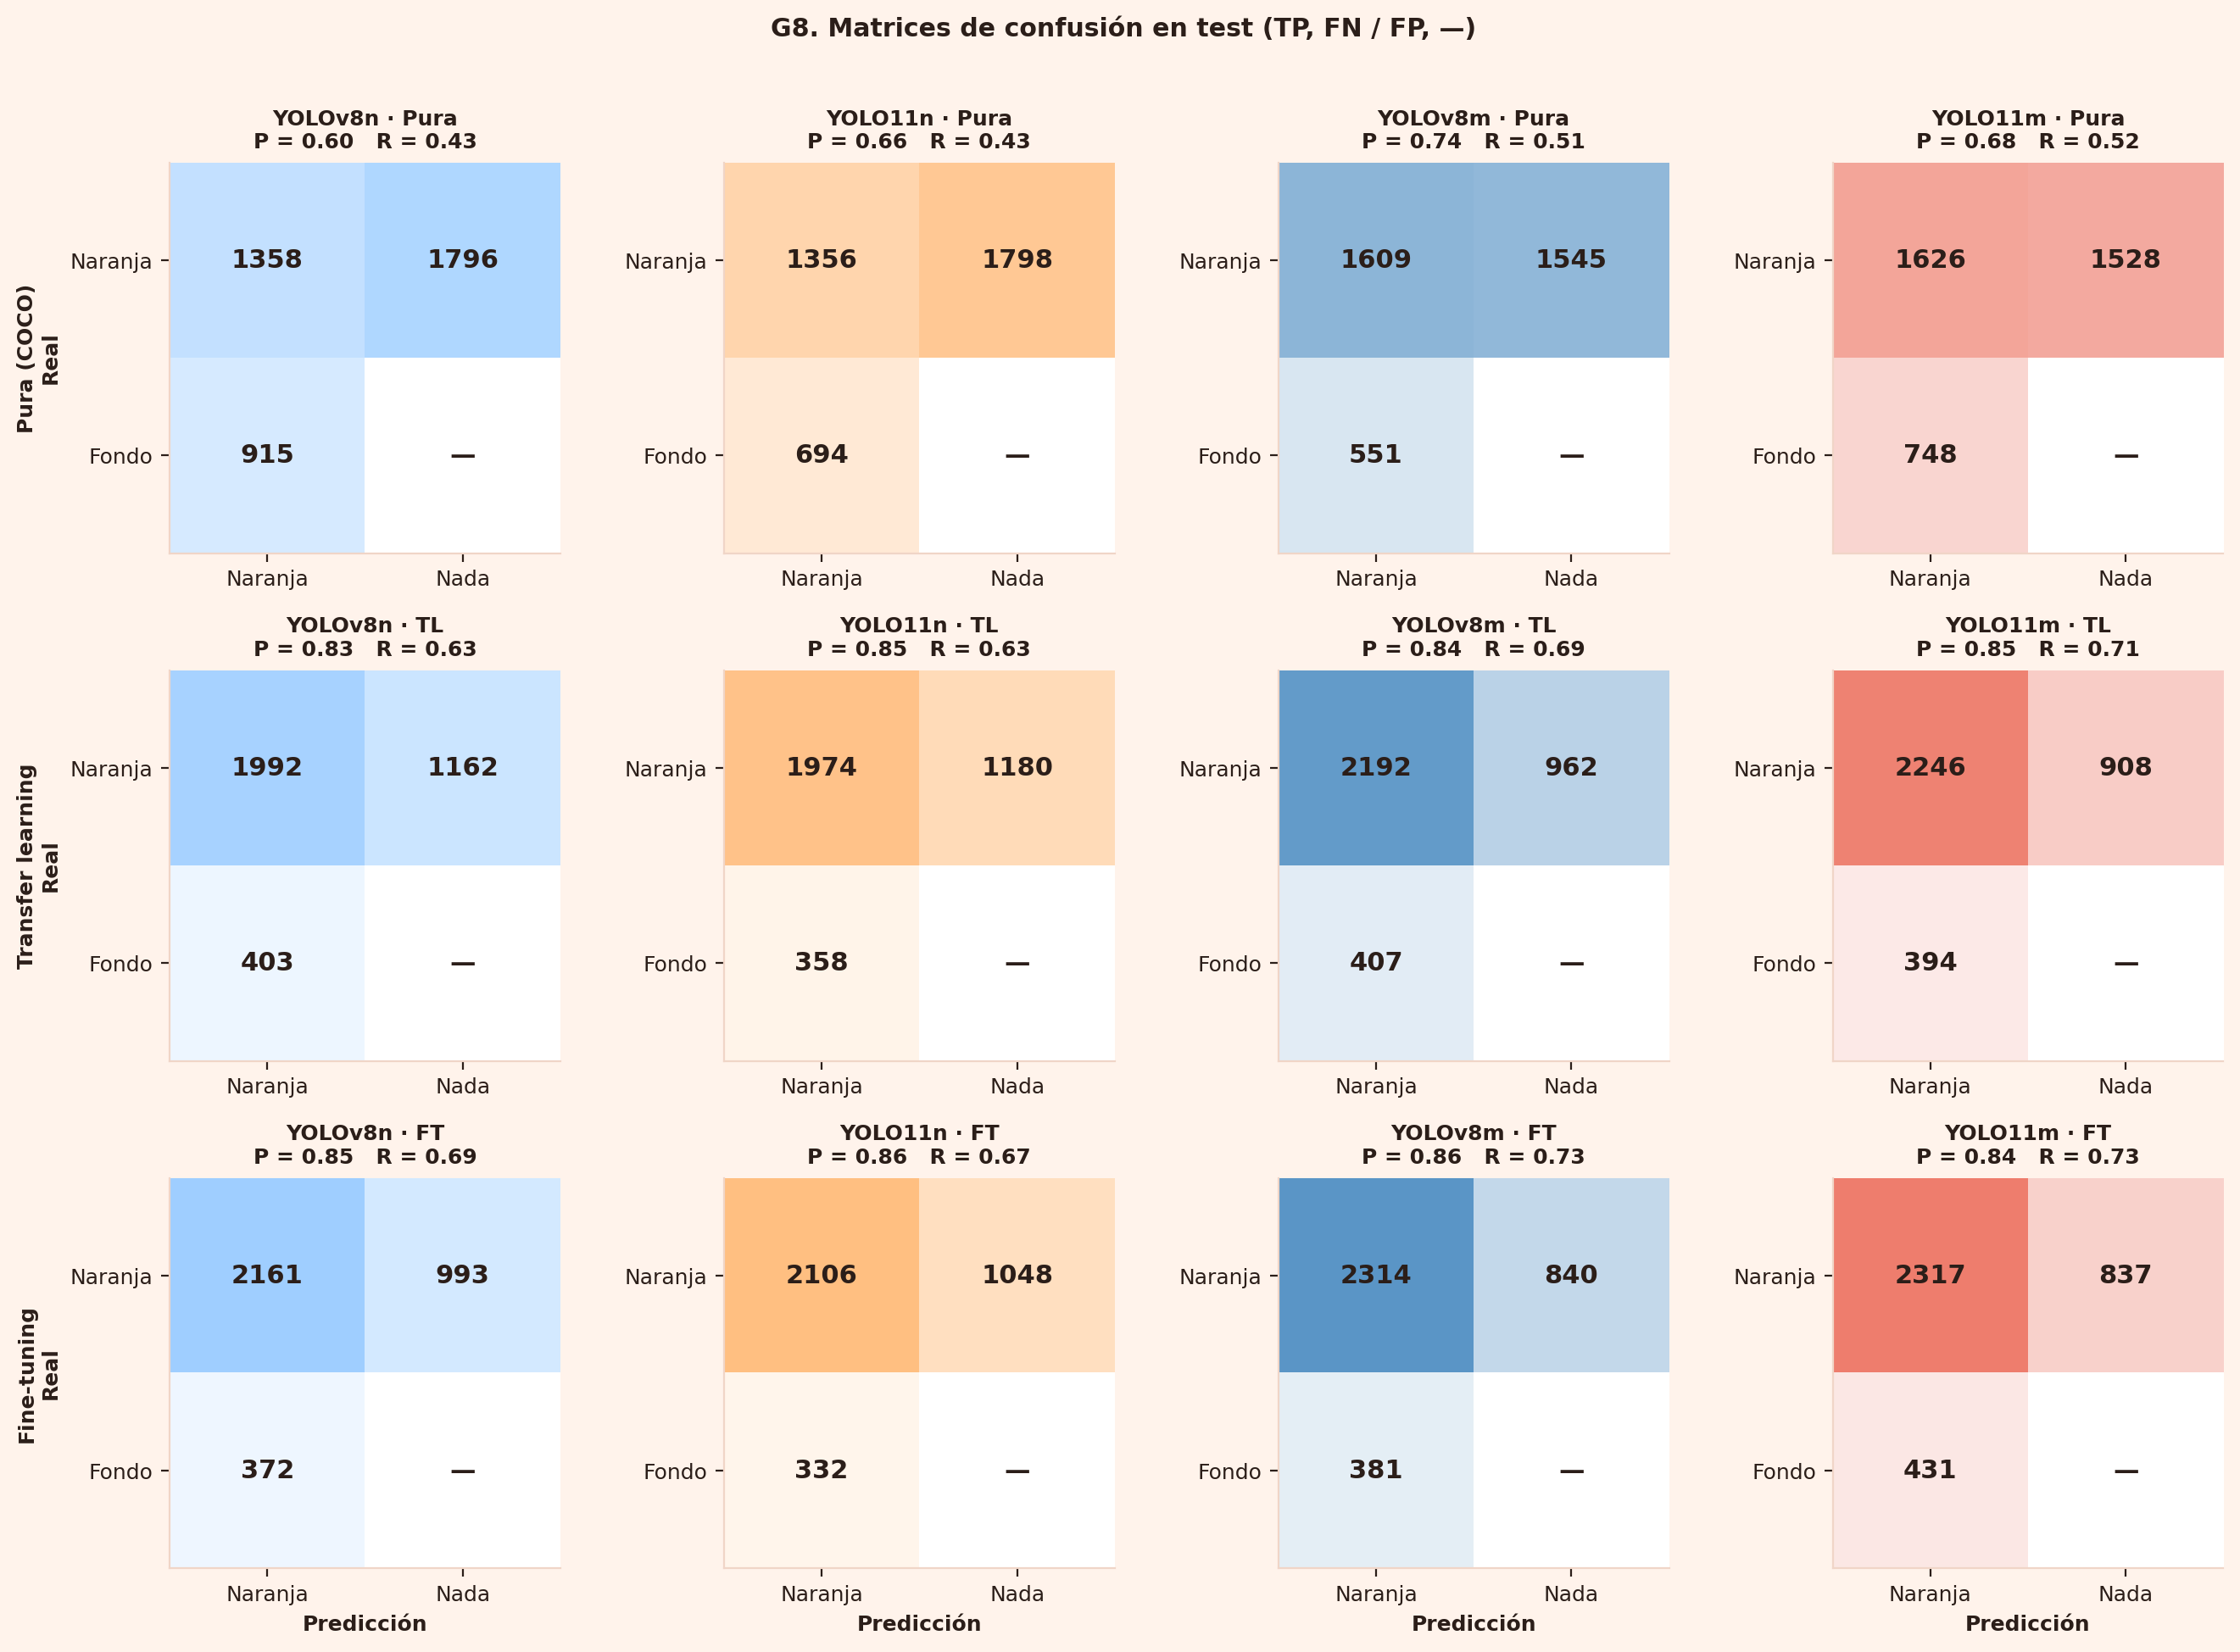 G8. Matrices de confusión en test (TP, FN / FP, —)
YOLOv8n · Pura
P = 0.60 R = 0.43
YOLO11n · Pura
P = 0.66 R = 0.43
YOLOv8m · Pura
P = 0.74 R = 0.51
YOLO11m · Pura
P = 0.68 R = 0.52
Pura (COCO)
Real
Naranja 1358 1796
Fondo 915 —
Naranja Nada
Naranja 1356 1798
Fondo 694 —
Naranja Nada
Naranja 1609 1545
Fondo 551 —
Naranja Nada
Naranja 1626 1528
Fondo 748 —
Naranja Nada
YOLOv8n · TL
P = 0.83 R = 0.63
YOLO11n · TL
P = 0.85 R = 0.63
YOLOv8m · TL
P = 0.84 R = 0.69
YOLO11m · TL
P = 0.85 R = 0.71
Transfer learning
Real
Naranja 1992 1162
Fondo 403 —
Naranja Nada
Naranja 1974 1180
Fondo 358 —
Naranja Nada
Naranja 2192 962
Fondo 407 —
Naranja Nada
Naranja 2246 908
Fondo 394 —
Naranja Nada
YOLOv8n · FT
P = 0.85 R = 0.69
YOLO11n · FT
P = 0.86 R = 0.67
YOLOv8m · FT
P = 0.86 R = 0.73
YOLO11m · FT
P = 0.84 R = 0.73
Fine-tuning
Real
Naranja 2161 993
Fondo 372 —
Naranja Nada
Predicción
Naranja 2106 1048
Fondo 332 —
Naranja Nada
Predicción
Naranja 2314 840
Fondo 381 —
Naranja Nada
Predicción
Naranja 2317 837
Fondo 431 —
Naranja Nada
Predicción